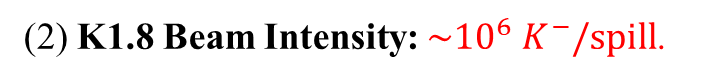 (2) K1.8 Beam Intensity: ~10⁶ K⁻/spill.